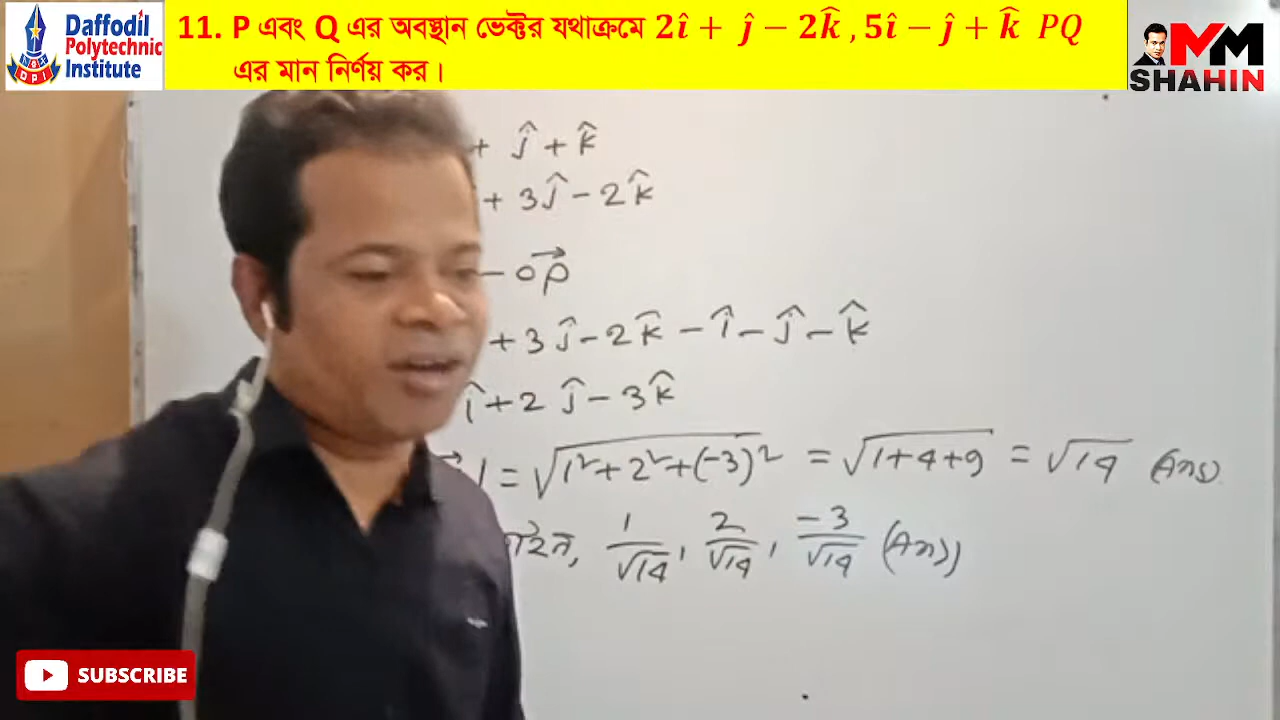 Daffodil
Polytechnic
Institute
DPI
11. P এবং Q এর অবস্থান ভেক্টর যথাক্রমে 2î + ĵ − 2k̂ , 5î − ĵ + k̂ PQ
এর মান নির্ণয় কর।
MM
SHAHIN
+ ĵ + k̂
+ 3ĵ − 2k̂
− OP⃗
+ 3ĵ − 2k̂ − î − ĵ − k̂
î + 2ĵ − 3k̂
| = √(1² + 2² + (−3)²) = √(1+4+9) = √14 (Ans)
াইন, 1/√14, 2/√14, −3/√14 (Ans)
SUBSCRIBE